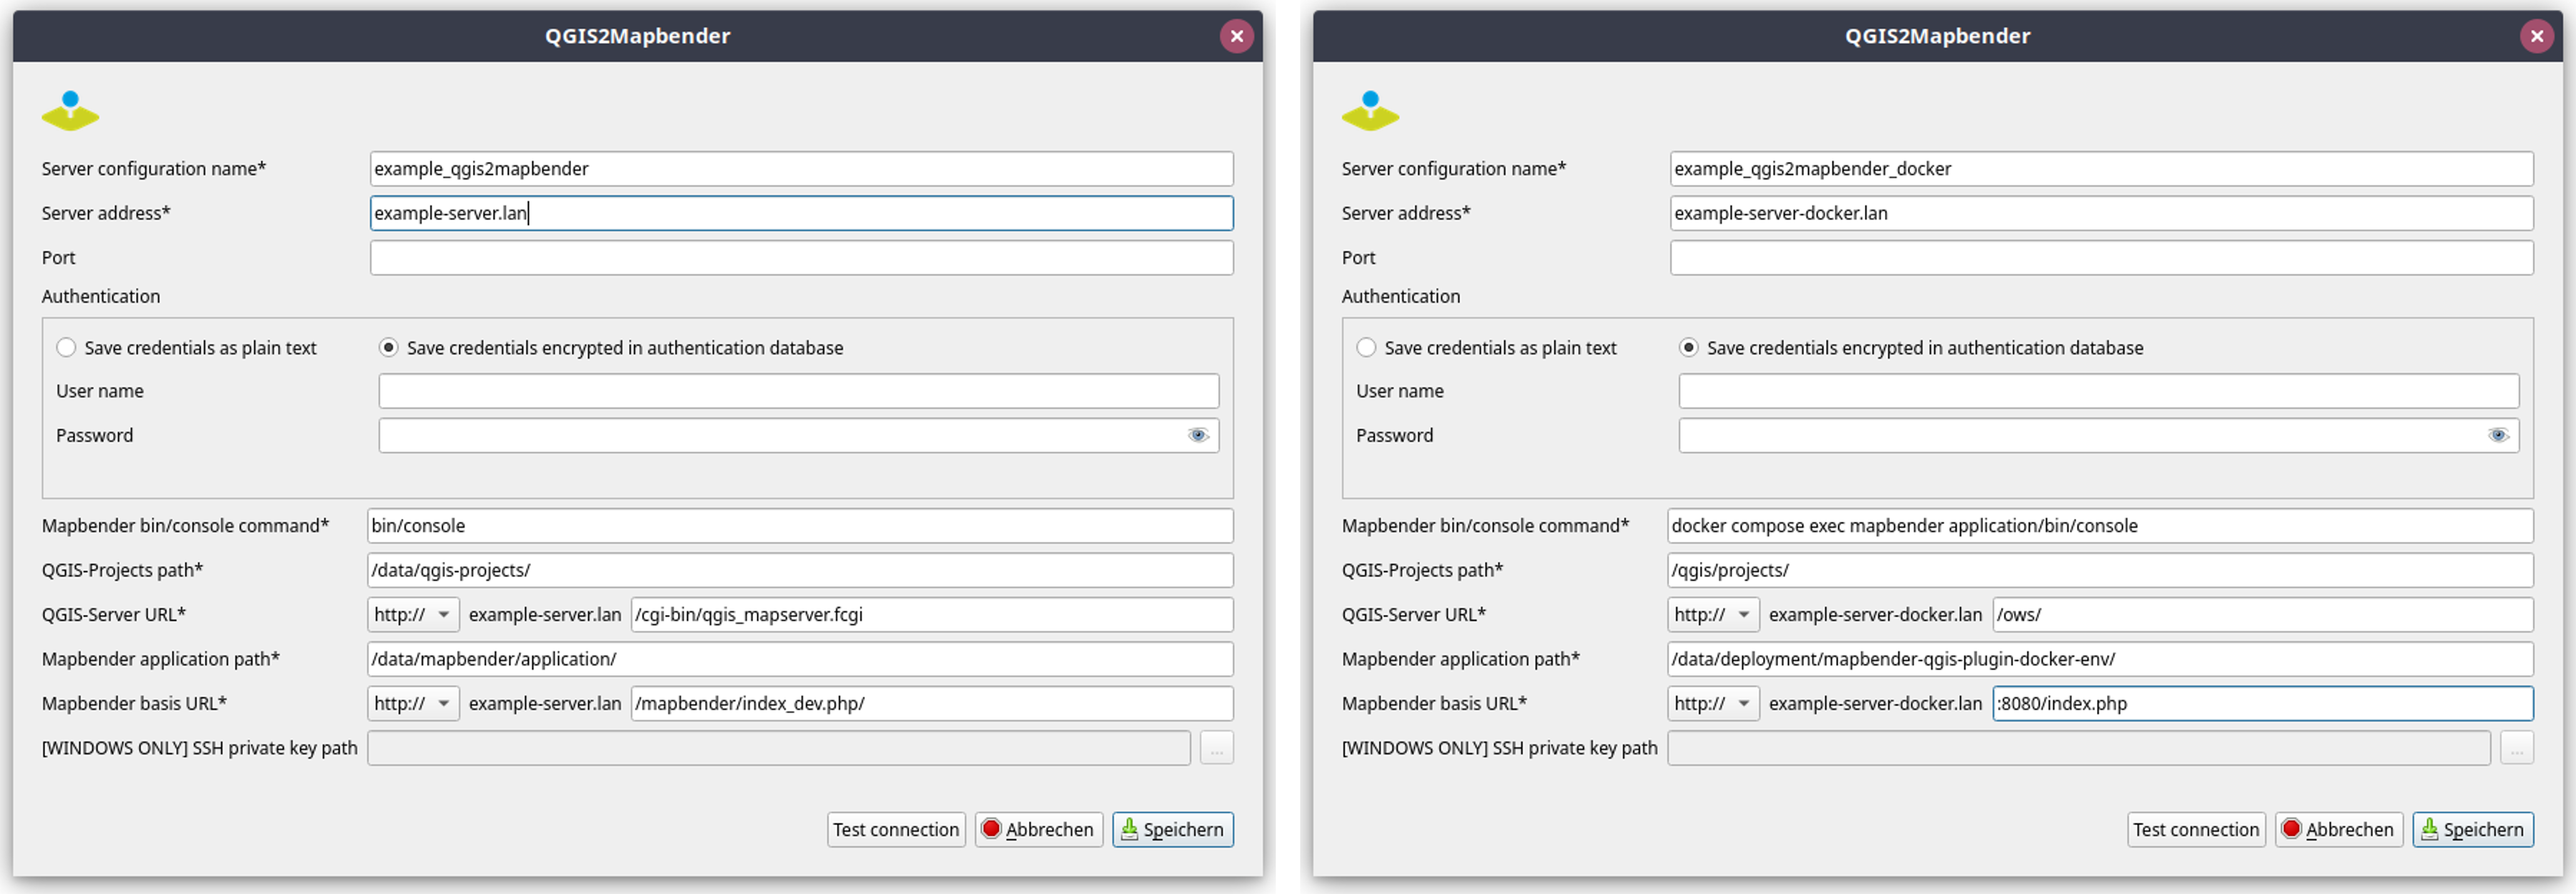 QGIS2Mapbender
Server configuration name* example_qgis2mapbender
Server address* example-server.lan
Port
Authentication
Save credentials as plain text Save credentials encrypted in authentication database
User name
Password
Mapbender bin/console command* bin/console
QGIS-Projects path* /data/qgis-projects/
QGIS-Server URL* http:// example-server.lan /cgi-bin/qgis_mapserver.fcgi
Mapbender application path* /data/mapbender/application/
Mapbender basis URL* http:// example-server.lan /mapbender/index_dev.php/
[WINDOWS ONLY] SSH private key path ...
Test connection Abbrechen Speichern
QGIS2Mapbender
Server configuration name* example_qgis2mapbender_docker
Server address* example-server-docker.lan
Port
Authentication
Save credentials as plain text Save credentials encrypted in authentication database
User name
Password
Mapbender bin/console command* docker compose exec mapbender application/bin/console
QGIS-Projects path* /qgis/projects/
QGIS-Server URL* http:// example-server-docker.lan /ows/
Mapbender application path* /data/deployment/mapbender-qgis-plugin-docker-env/
Mapbender basis URL* http:// example-server-docker.lan :8080/index.php
[WINDOWS ONLY] SSH private key path ...
Test connection Abbrechen Speichern